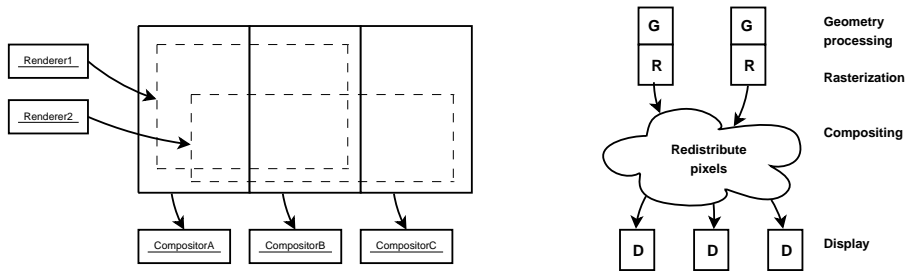 Renderer1
Renderer2
CompositorA
CompositorB
CompositorC
G
G
Geometry
processing
R
R
Rasterization
Redistribute
pixels
Compositing
D
D
D
Display